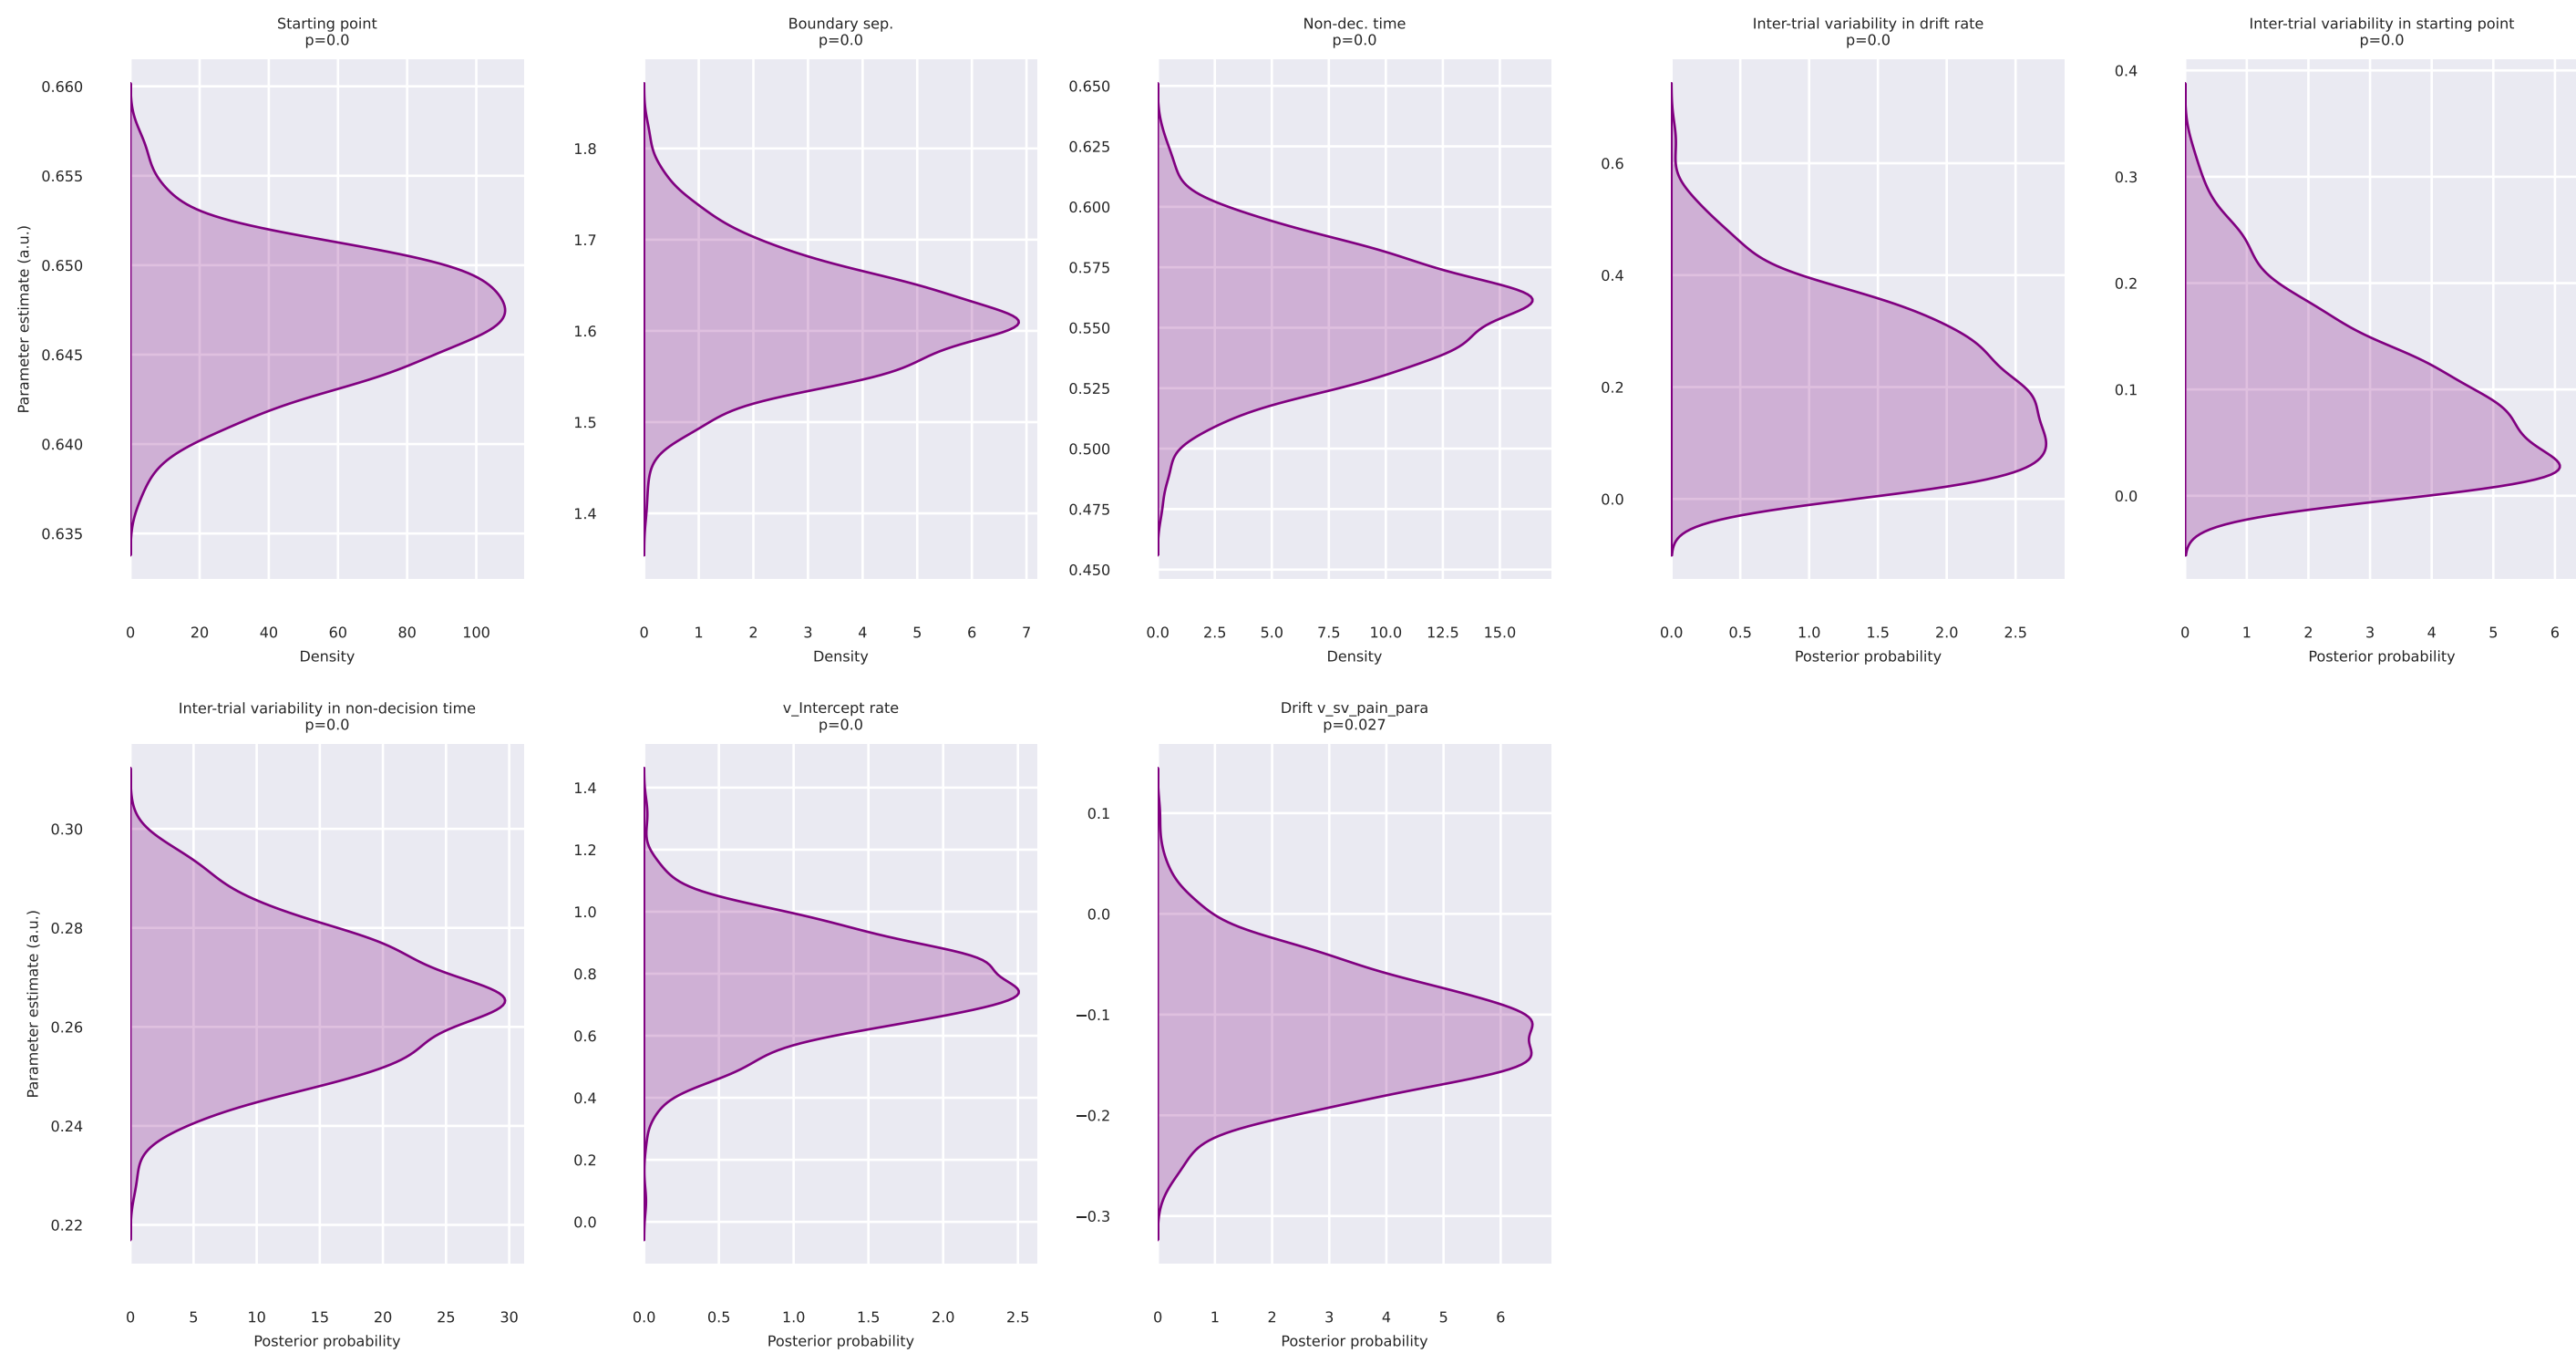 Starting point
p=0.0
Boundary sep.
p=0.0
Non-dec. time
p=0.0
Inter-trial variability in drift rate
p=0.0
Inter-trial variability in starting point
p=0.0
Parameter estimate (a.u.)
0.660
0.655
0.650
0.645
0.640
0.635
0 20 40 60 80 100
Density
1.8
1.7
1.6
1.5
1.4
0 1 2 3 4 5 6 7
Density
0.650
0.625
0.600
0.575
0.550
0.525
0.500
0.475
0.450
0.0 2.5 5.0 7.5 10.0 12.5 15.0
Density
0.6
0.4
0.2
0.0
0.0 0.5 1.0 1.5 2.0 2.5
Posterior probability
0.4
0.3
0.2
0.1
0.0
0 1 2 3 4 5 6
Posterior probability
Inter-trial variability in non-decision time
p=0.0
v_Intercept rate
p=0.0
Drift v_sv_pain_para
p=0.027
Parameter estimate (a.u.)
0.30
0.28
0.26
0.24
0.22
0 5 10 15 20 25 30
Posterior probability
1.4
1.2
1.0
0.8
0.6
0.4
0.2
0.0
0.0 0.5 1.0 1.5 2.0 2.5
Posterior probability
0.1
0.0
−0.1
−0.2
−0.3
0 1 2 3 4 5 6
Posterior probability